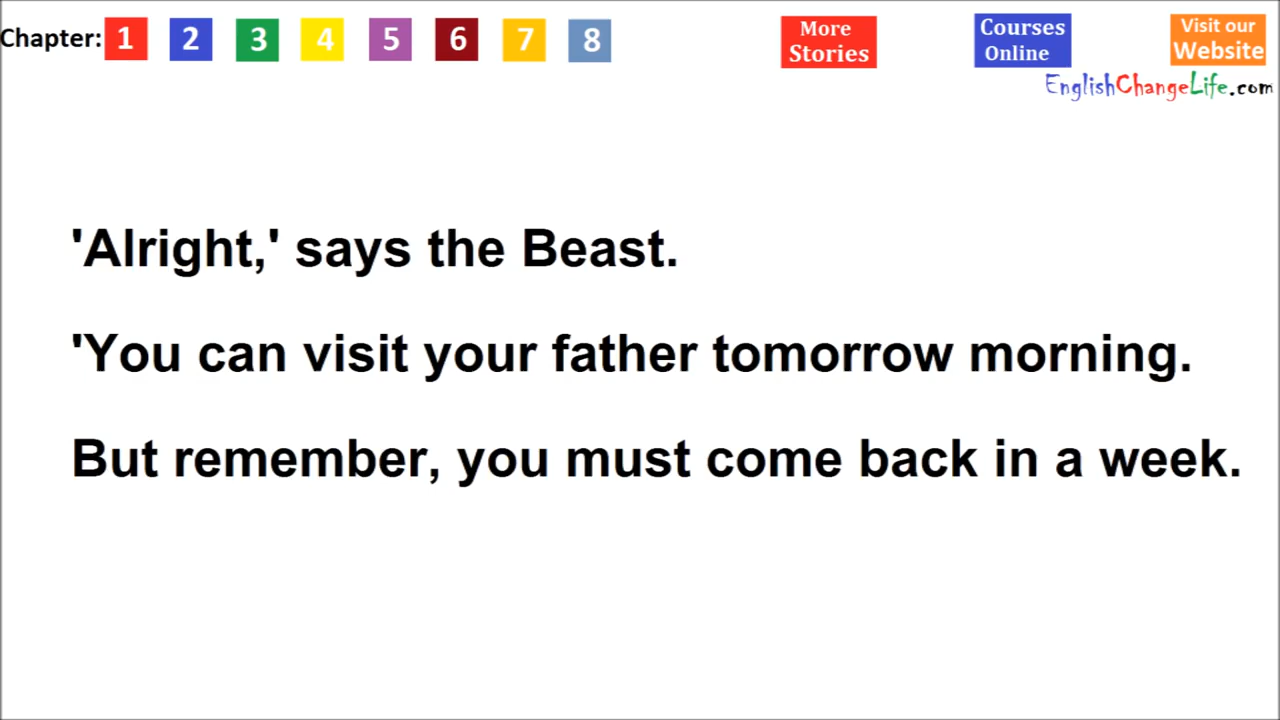 Chapter: 1 2 3 4 5 6 7 8
More
Stories
Courses
Online
Visit our
Website
EnglishChangeLife.com
'Alright,' says the Beast.
'You can visit your father tomorrow morning.
But remember, you must come back in a week.